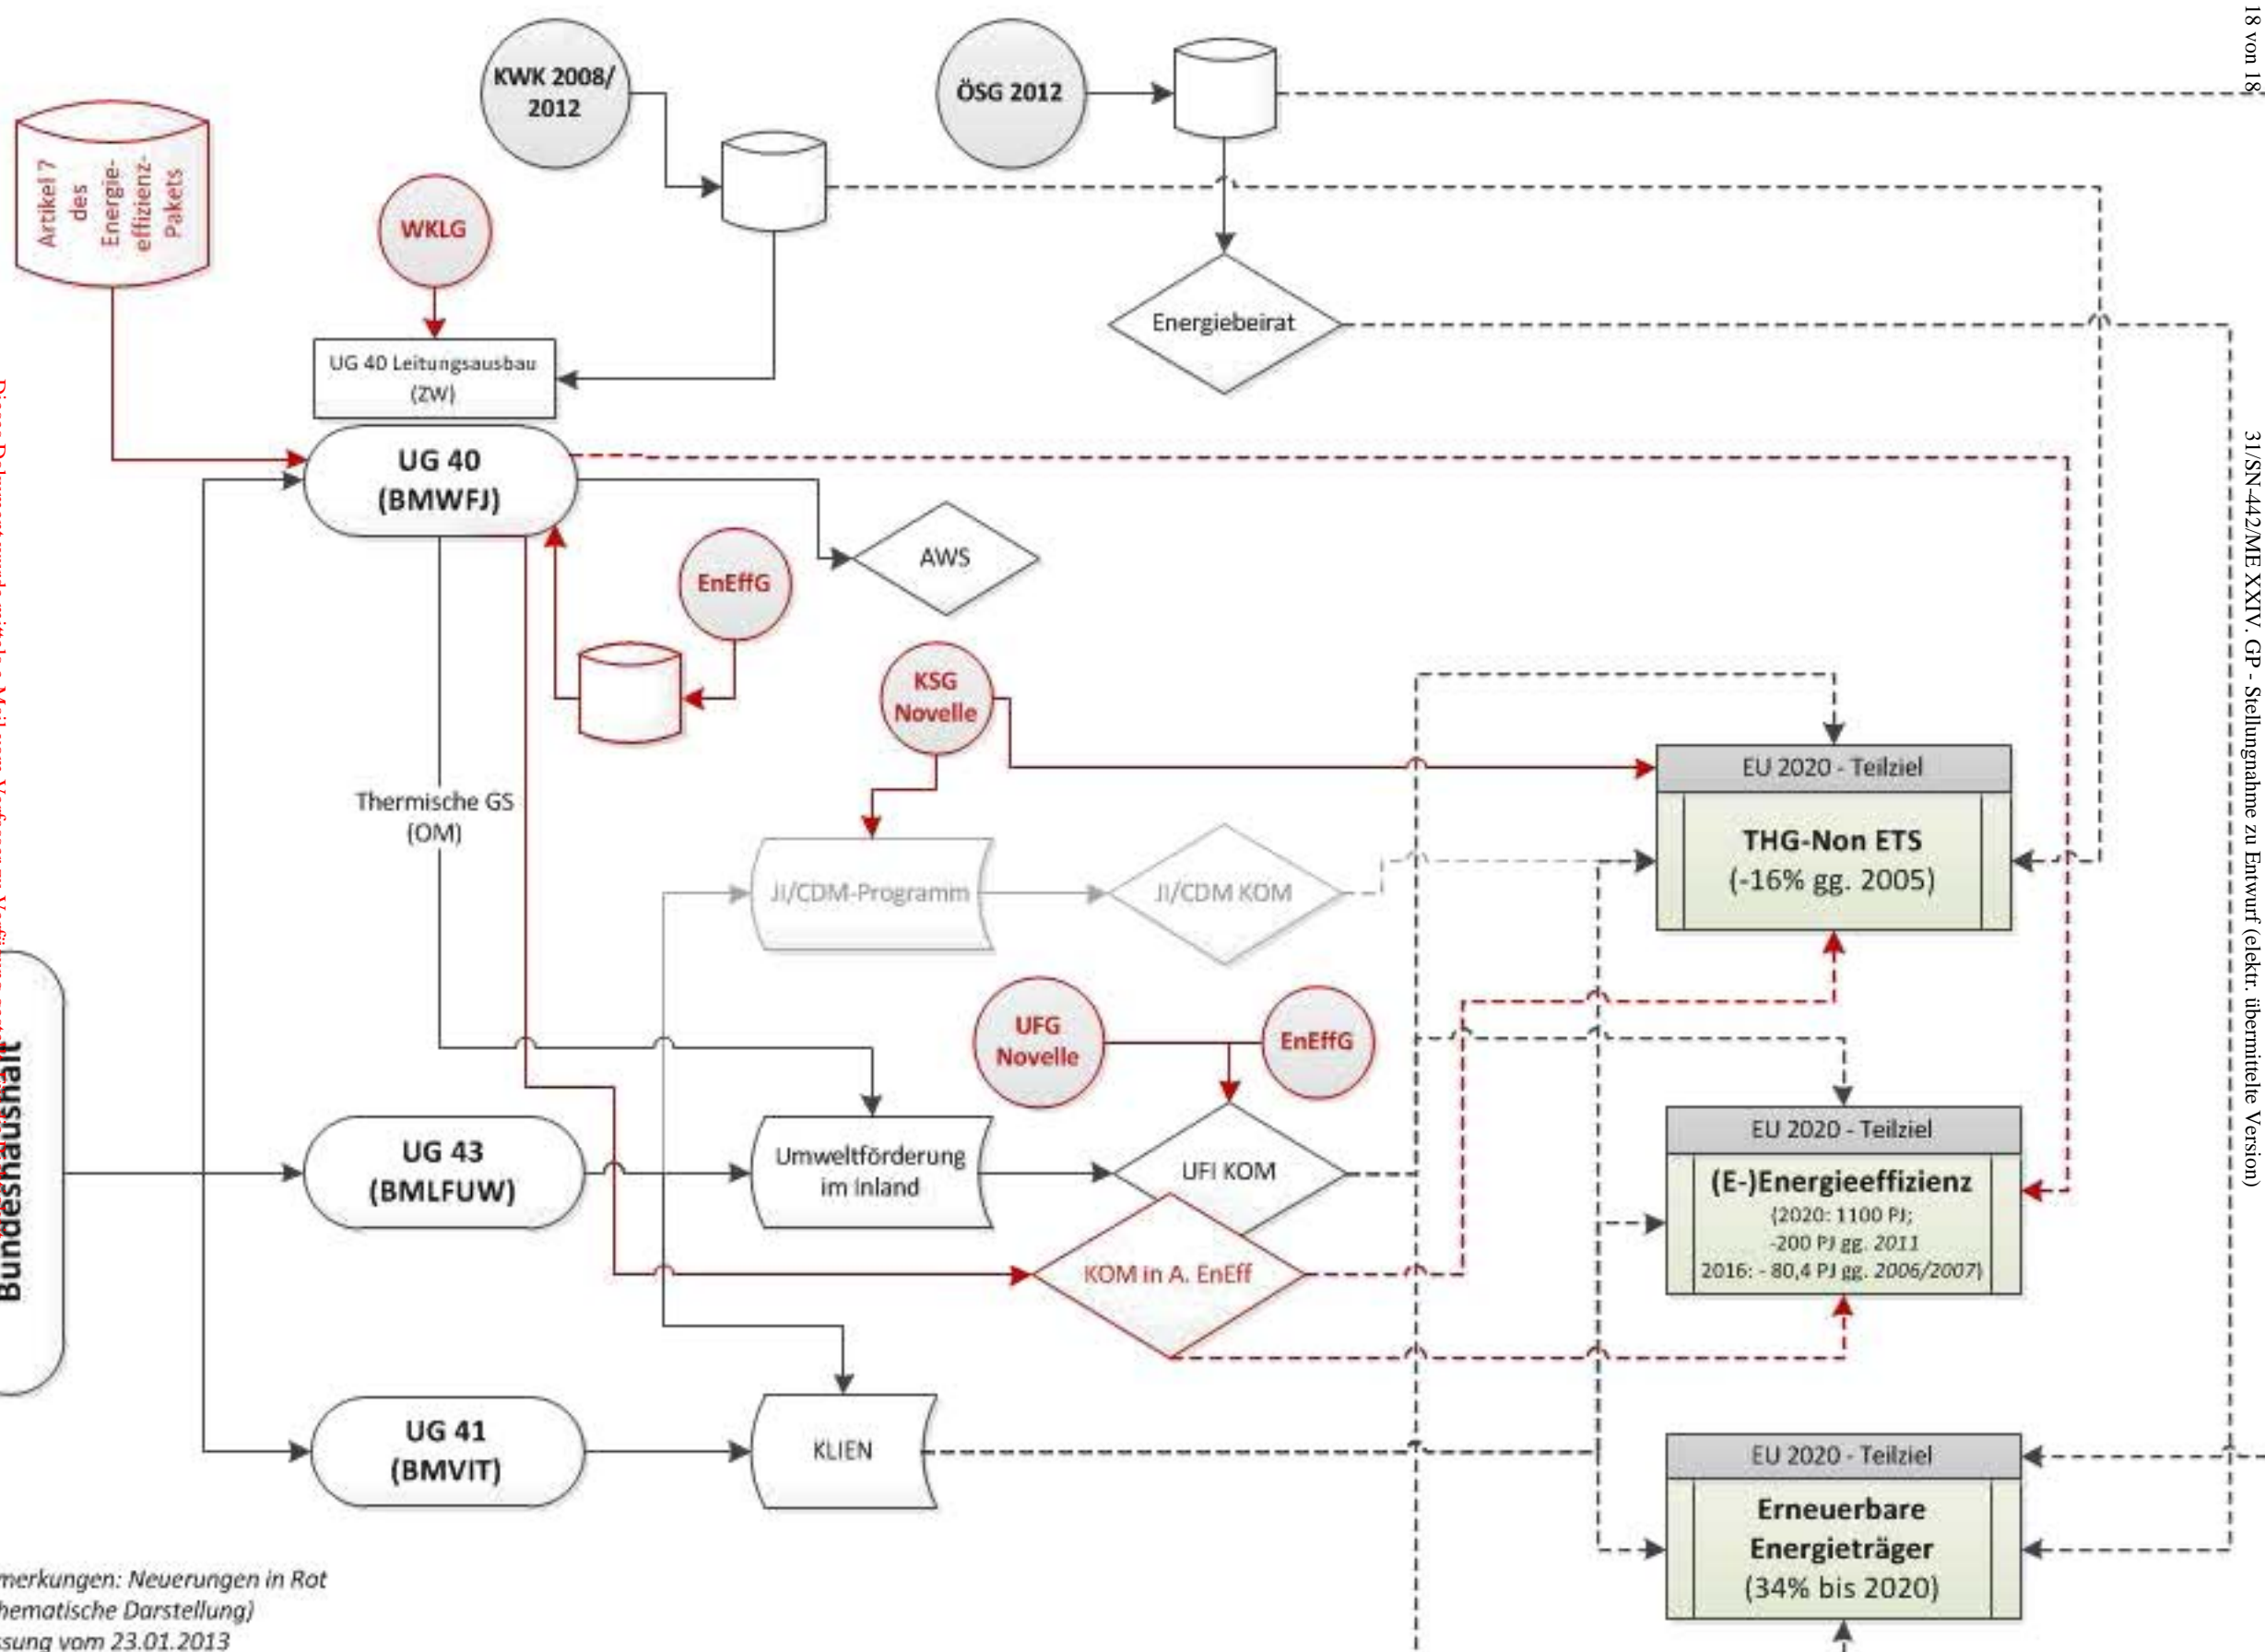 18 von 18
31/SN-442/ME XXIV. GP - Stellungnahme zu Entwurf (elektr. übermittelte Version)
KWK 2008/
2012
ÖSG 2012
Artikel 7
des
Energie-
effizienz-
Pakets
WKLG
Energiebeirat
UG 40 Leitungsausbau
(ZW)
UG 40
(BMWFJ)
AWS
EnEffG
KSG
Novelle
EU 2020 - Teilziel
THG-Non ETS
(-16% gg. 2005)
Thermische GS
(OM)
JI/CDM-Programm
JI/CDM KOM
UFG
Novelle
EnEffG
Bundeshaushalt
UG 43
(BMLFUW)
Umweltförderung
im Inland
UFI KOM
EU 2020 - Teilziel
(E-)Energieeffizienz
(2020: 1100 PJ;
-200 PJ gg. 2011
2016: - 80,4 PJ gg. 2006/2007)
KOM in A. EnEff
UG 41
(BMVIT)
KLIEN
EU 2020 - Teilziel
Erneuerbare
Energieträger
(34% bis 2020)
merkungen: Neuerungen in Rot
hematische Darstellung)
ssung vom 23.01.2013